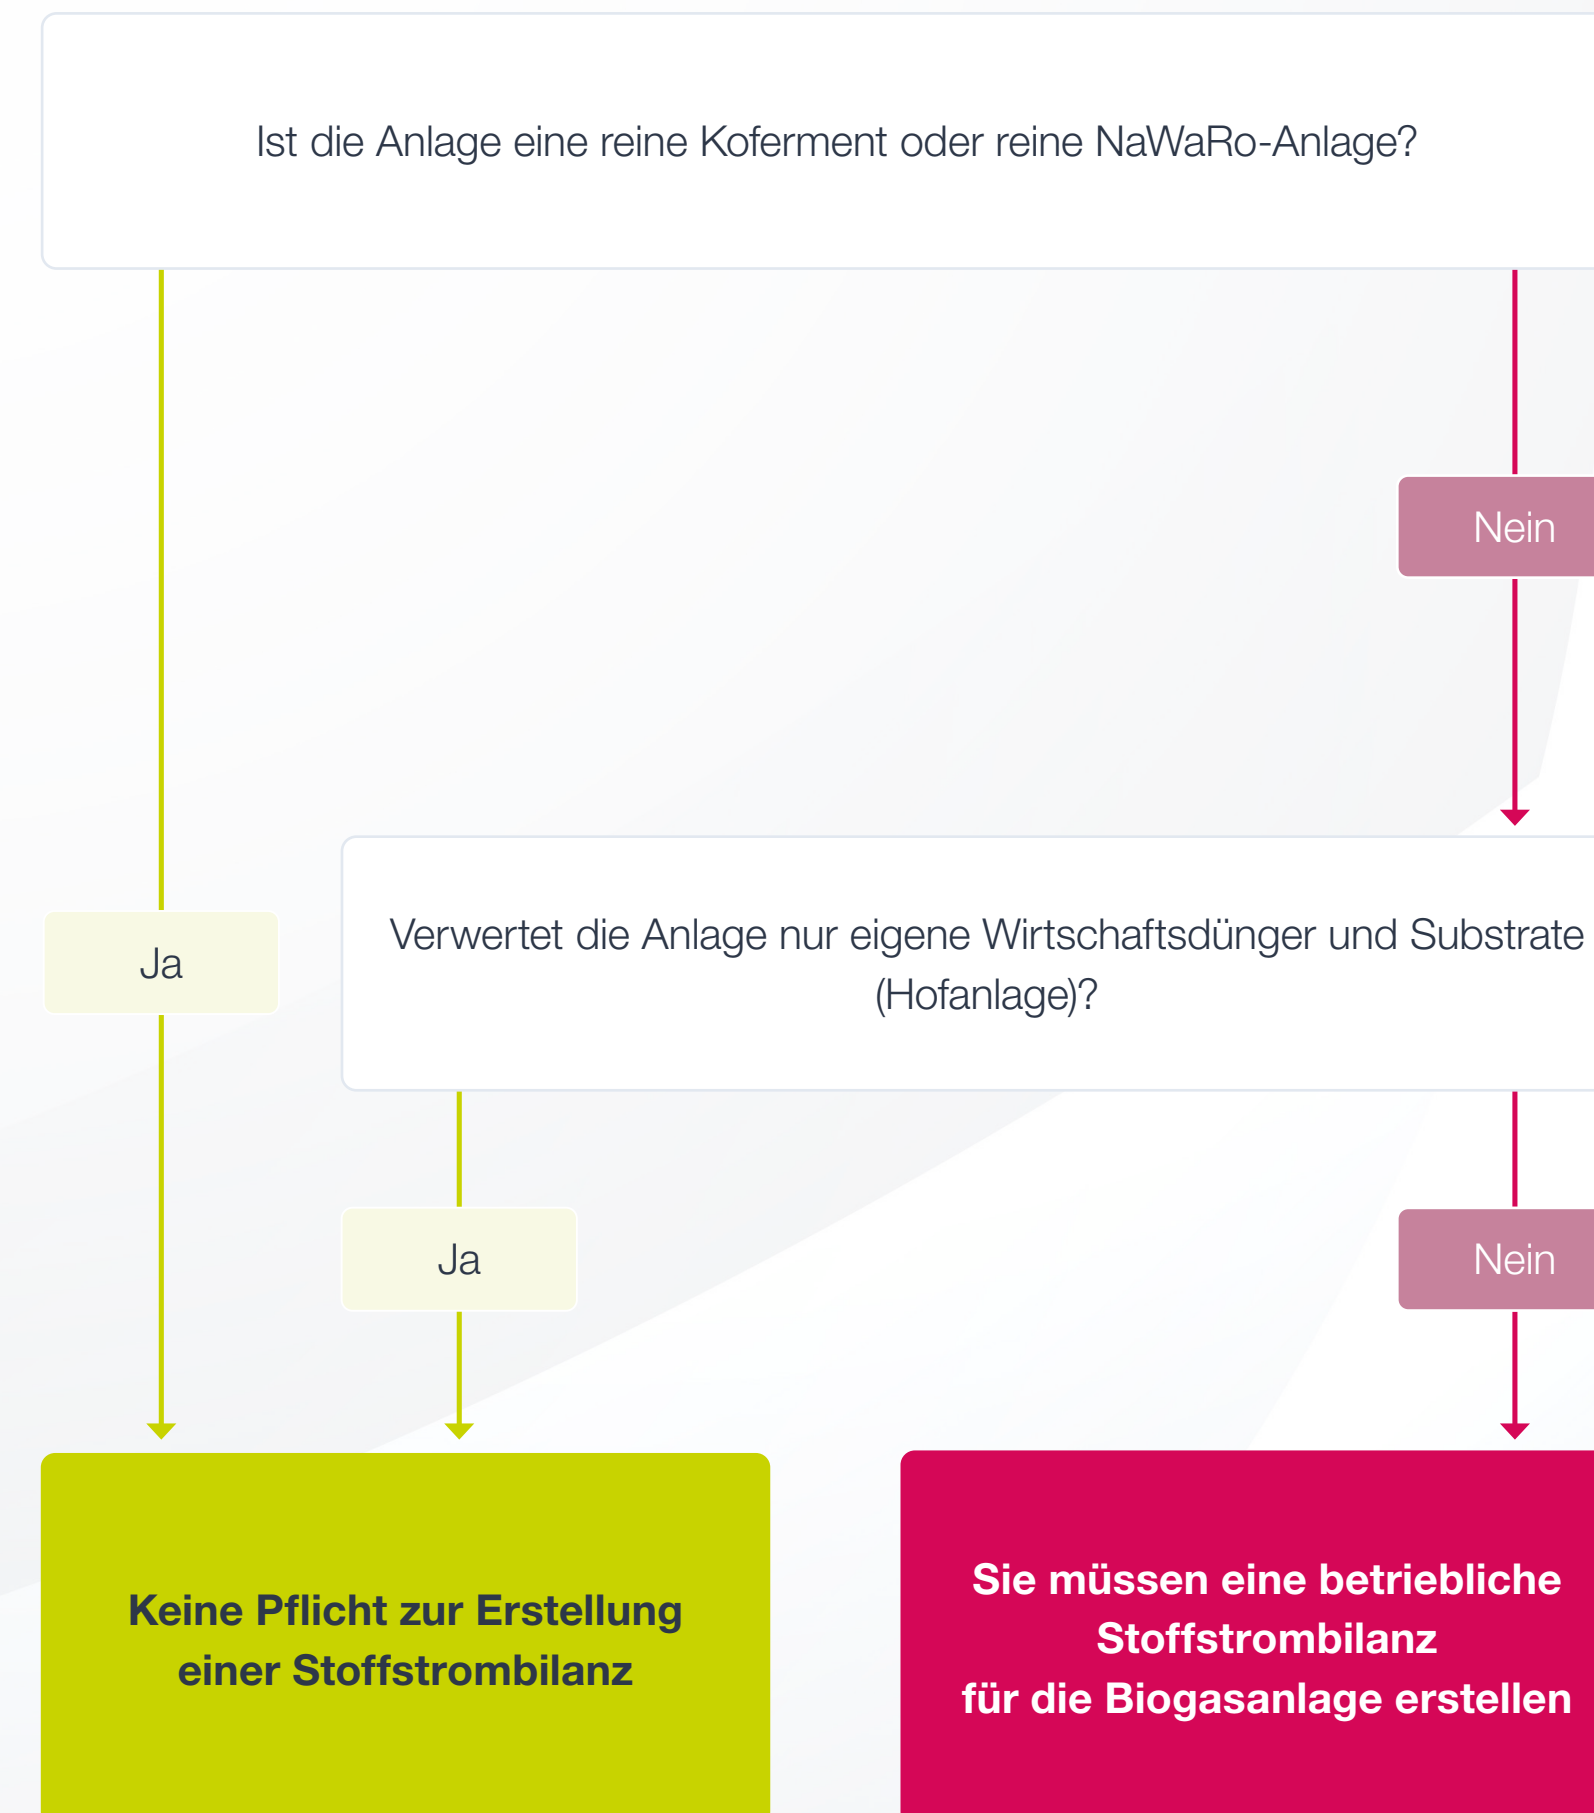 Ist die Anlage eine reine Koferment oder reine NaWaRo-Anlage?
Nein
Verwertet die Anlage nur eigene Wirtschaftsdünger und Substrate
(Hofanlage)?
Ja
Ja
Nein
Keine Pflicht zur Erstellung
einer Stoffstrombilanz
Sie müssen eine betriebliche
Stoffstrombilanz
für die Biogasanlage erstellen